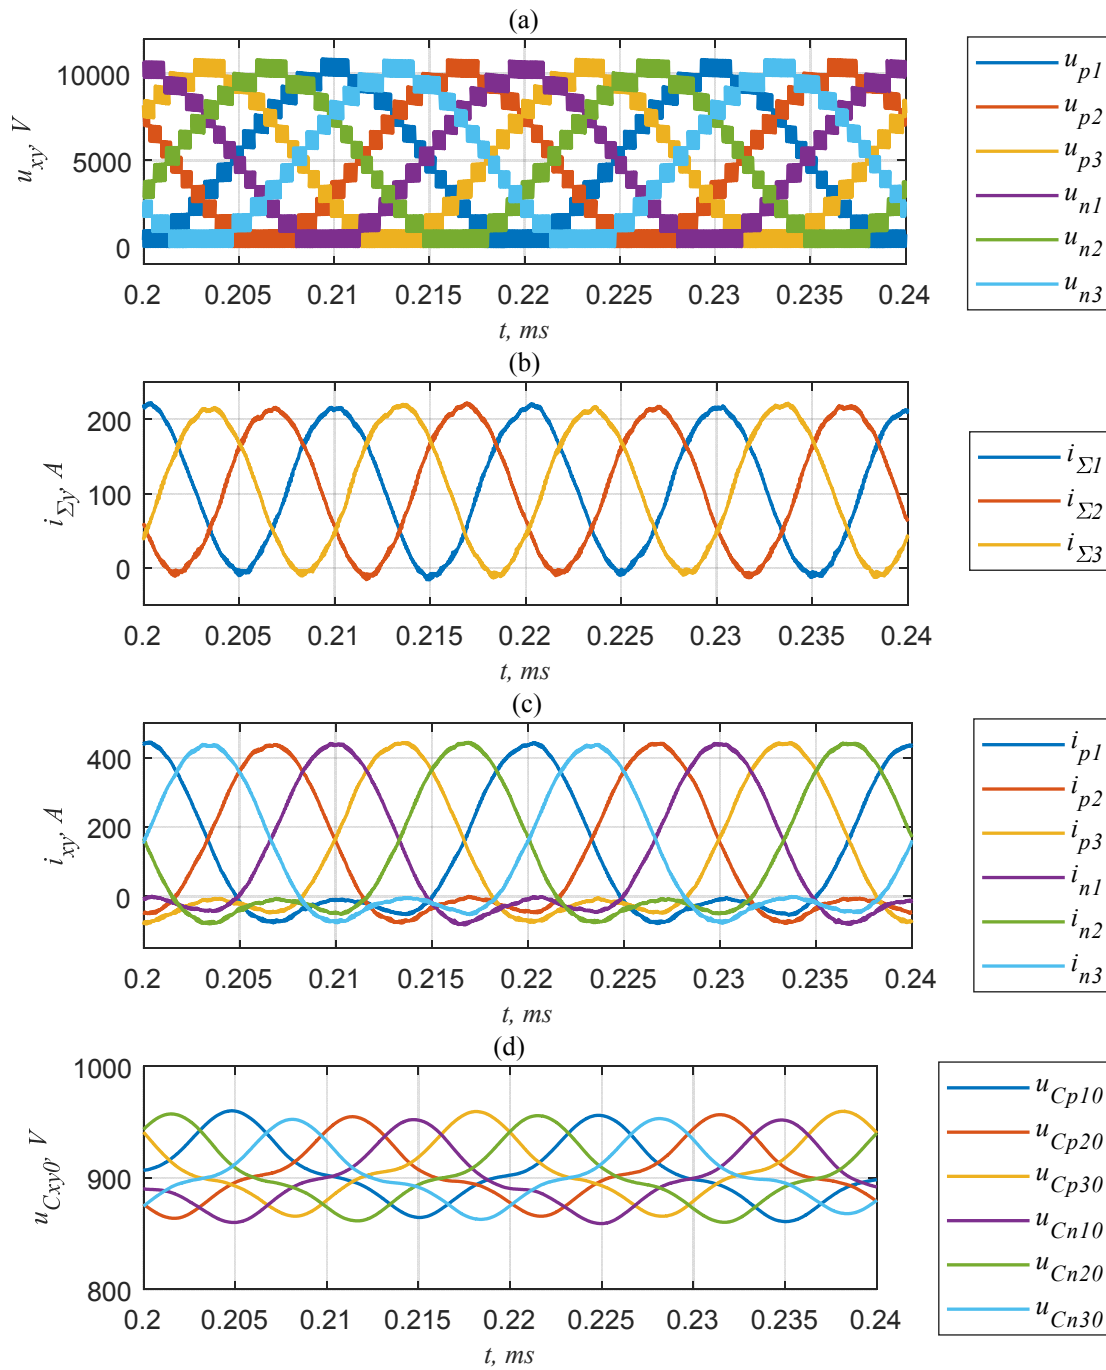 (a)
10000
5000
0
u_xy, V
0.2 0.205 0.21 0.215 0.22 0.225 0.23 0.235 0.24
t, ms
u_p1
u_p2
u_p3
u_n1
u_n2
u_n3
(b)
200
100
0
i_Σy, A
0.2 0.205 0.21 0.215 0.22 0.225 0.23 0.235 0.24
t, ms
i_Σ1
i_Σ2
i_Σ3
(c)
400
200
0
i_xy, A
0.2 0.205 0.21 0.215 0.22 0.225 0.23 0.235 0.24
t, ms
i_p1
i_p2
i_p3
i_n1
i_n2
i_n3
(d)
1000
900
800
u_Cxy0, V
0.2 0.205 0.21 0.215 0.22 0.225 0.23 0.235 0.24
t, ms
u_Cp10
u_Cp20
u_Cp30
u_Cn10
u_Cn20
u_Cn30